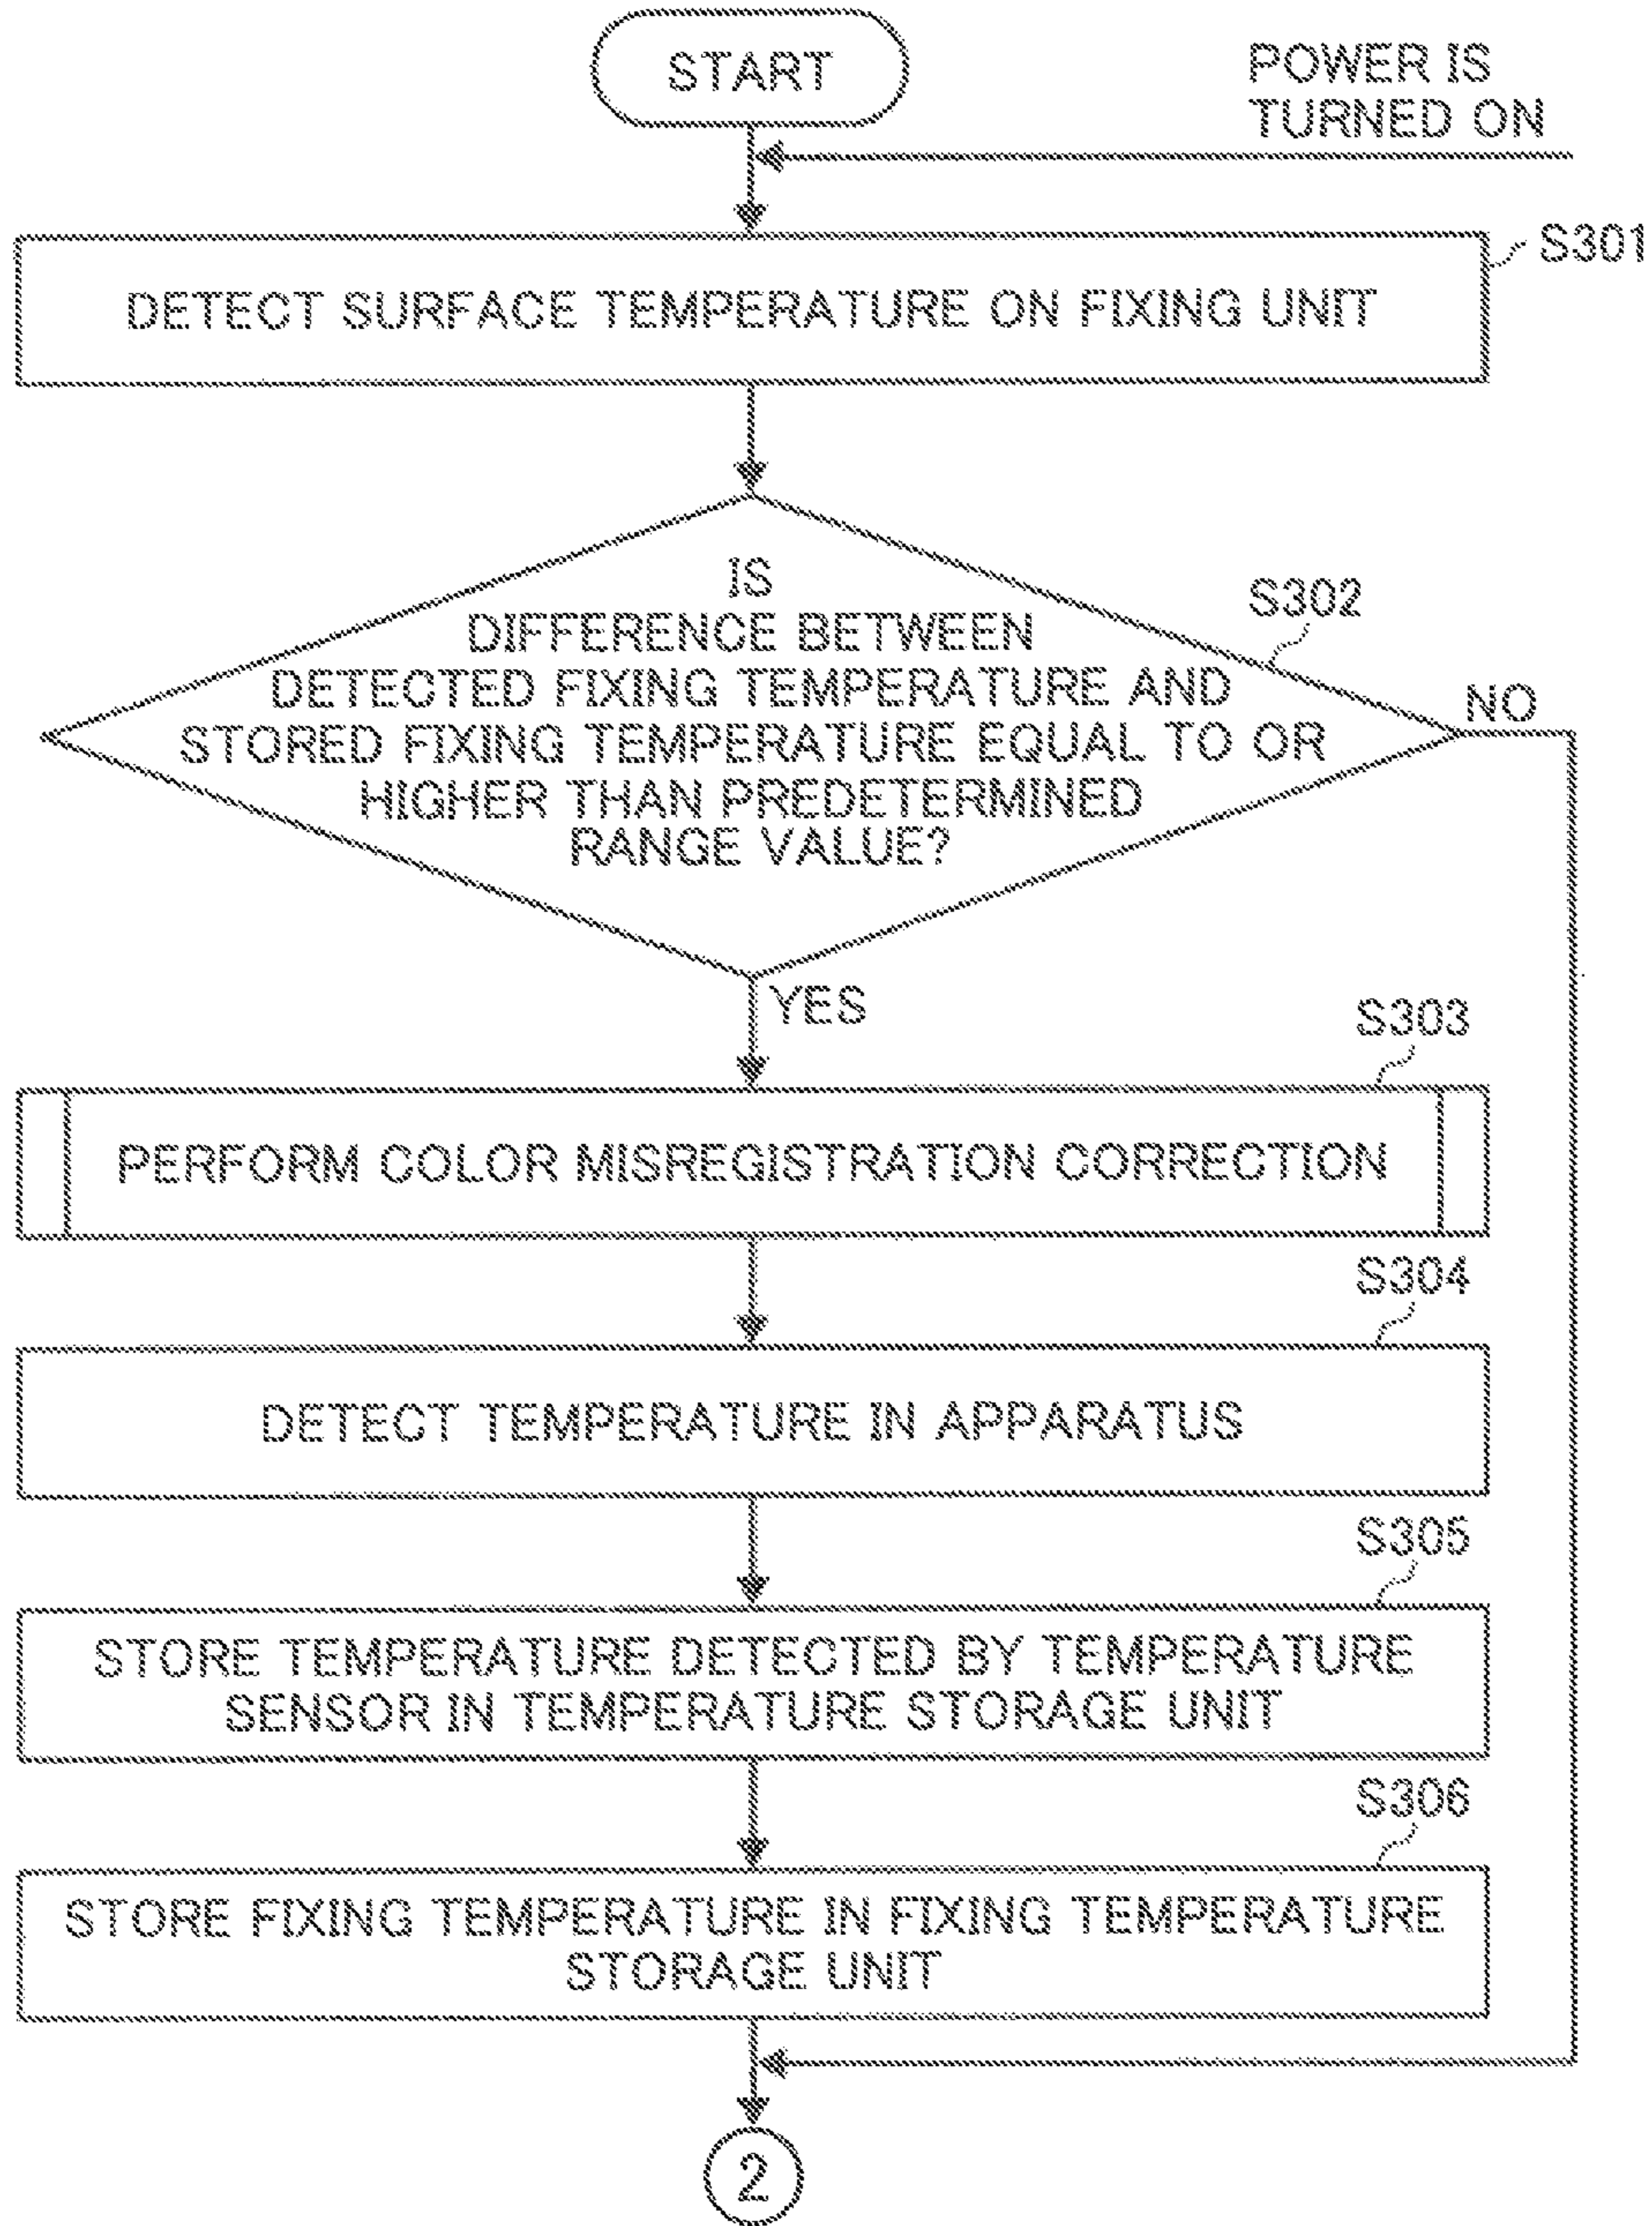 START
POWER IS
TURNED ON
S301
DETECT SURFACE TEMPERATURE ON FIXING UNIT
S302
IS
DIFFERENCE BETWEEN
DETECTED FIXING TEMPERATURE AND
STORED FIXING TEMPERATURE EQUAL TO OR
HIGHER THAN PREDETERMINED
RANGE VALUE?
NO
YES
S303
PERFORM COLOR MISREGISTRATION CORRECTION
S304
DETECT TEMPERATURE IN APPARATUS
S305
STORE TEMPERATURE DETECTED BY TEMPERATURE
SENSOR IN TEMPERATURE STORAGE UNIT
S306
STORE FIXING TEMPERATURE IN FIXING TEMPERATURE
STORAGE UNIT
2